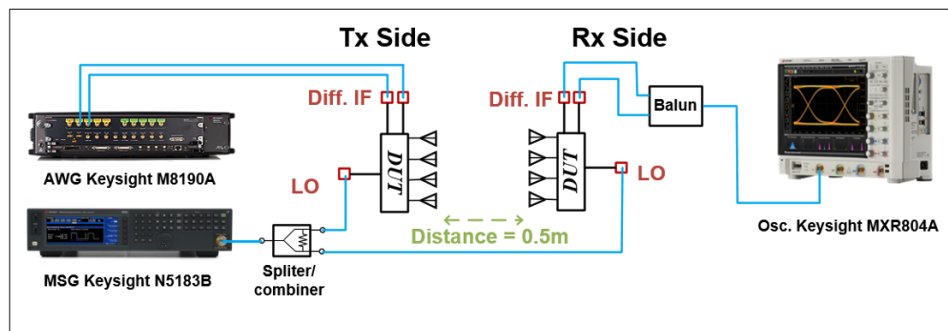 Tx Side
Rx Side
Diff. IF
Diff. IF
Balun
AWG Keysight M8190A
DUT
DUT
LO
LO
Distance = 0.5m
Osc. Keysight MXR804A
MSG Keysight N5183B
Spliter/
combiner